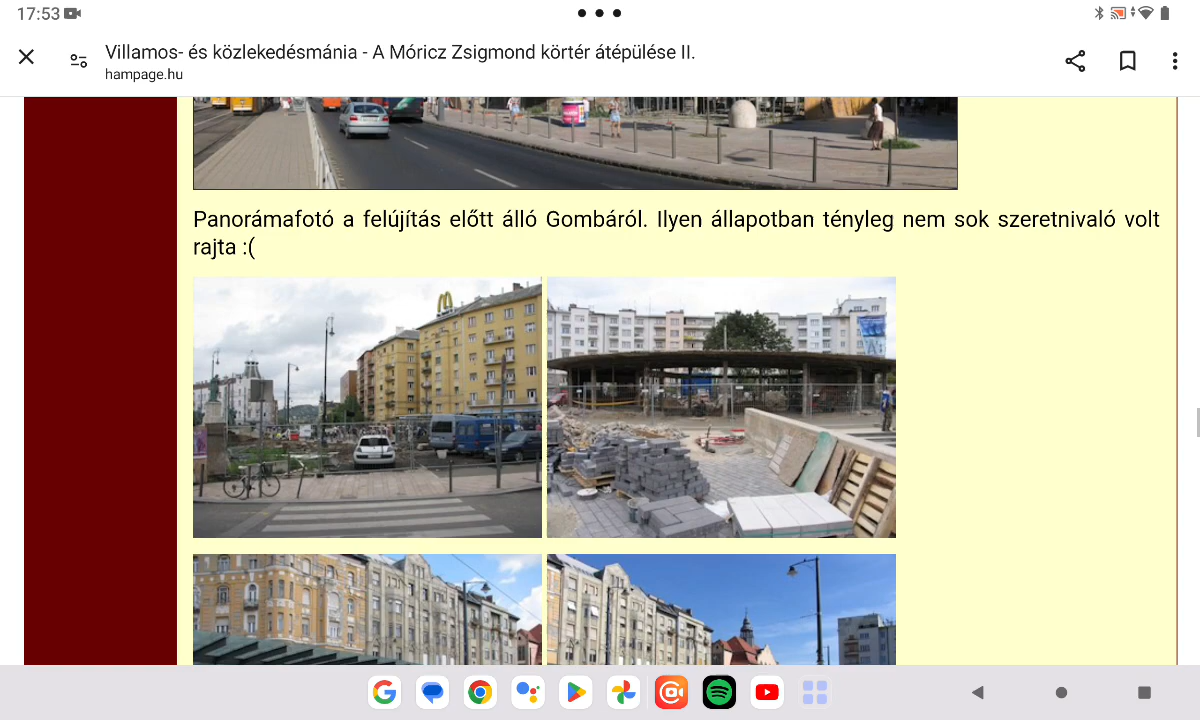 17:53
Villamos- és közlekedésmánia - A Móricz Zsigmond körtér átépülése II.
hampage.hu
Panorámafotó a felújítás előtt álló Gombáról. Ilyen állapotban tényleg nem sok szeretnivaló volt
rajta :(